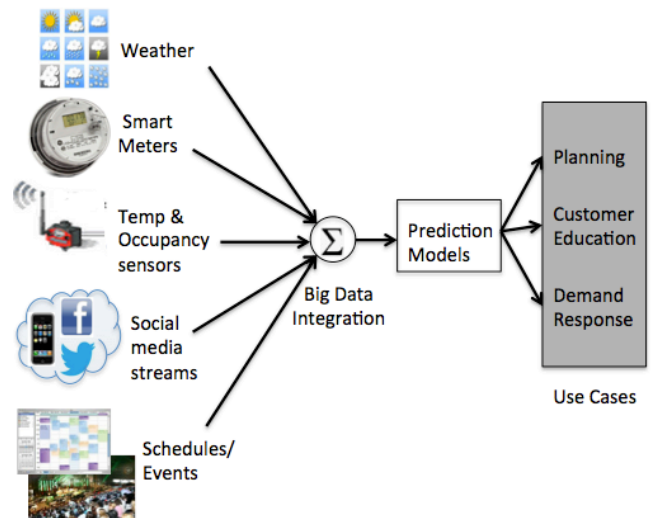 Weather
Smart
Meters
Temp &
Occupancy
sensors
Social
media
streams
Schedules/
Events
Σ
Big Data
Integration
Prediction
Models
Planning
Customer
Education
Demand
Response
Use Cases